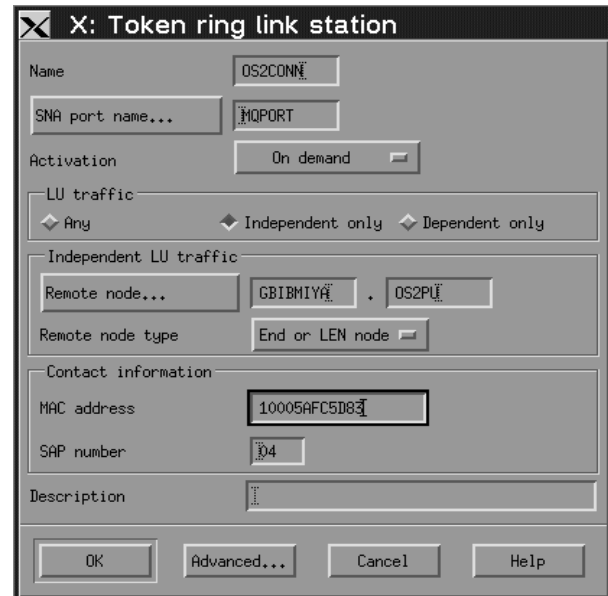 X: Token ring link station
Name OS2CONN
SNA port name... MQPORT
Activation On demand
LU traffic
Any Independent only Dependent only
Independent LU traffic
Remote node... GBIBMIYA . OS2PU
Remote node type End or LEN node
Contact information
MAC address 10005AFC5D83
SAP number 04
Description
OK Advanced... Cancel Help